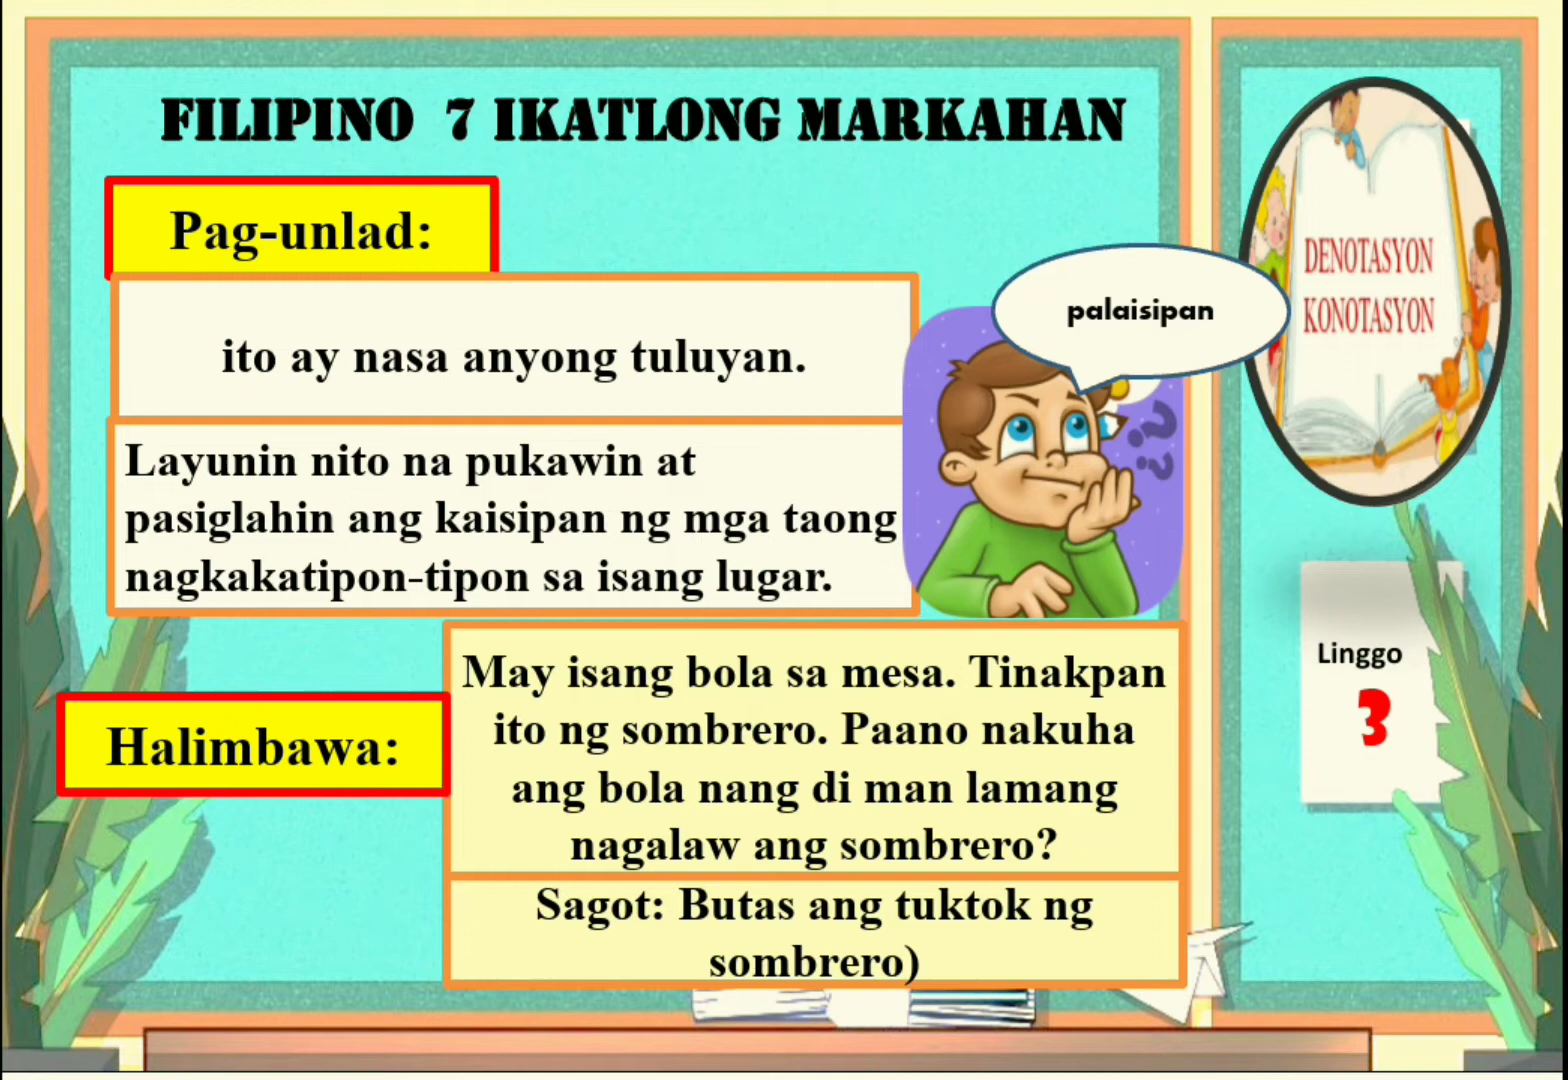 FILIPINO 7 IKATLONG MARKAHAN
Pag-unlad:
ito ay nasa anyong tuluyan.
Layunin nito na pukawin at
pasiglahin ang kaisipan ng mga taong
nagkakatipon-tipon sa isang lugar.
palaisipan
DENOTASYON
KONOTASYON
Linggo
3
Halimbawa:
May isang bola sa mesa. Tinakpan
ito ng sombrero. Paano nakuha
ang bola nang di man lamang
nagalaw ang sombrero?
Sagot: Butas ang tuktok ng
sombrero)